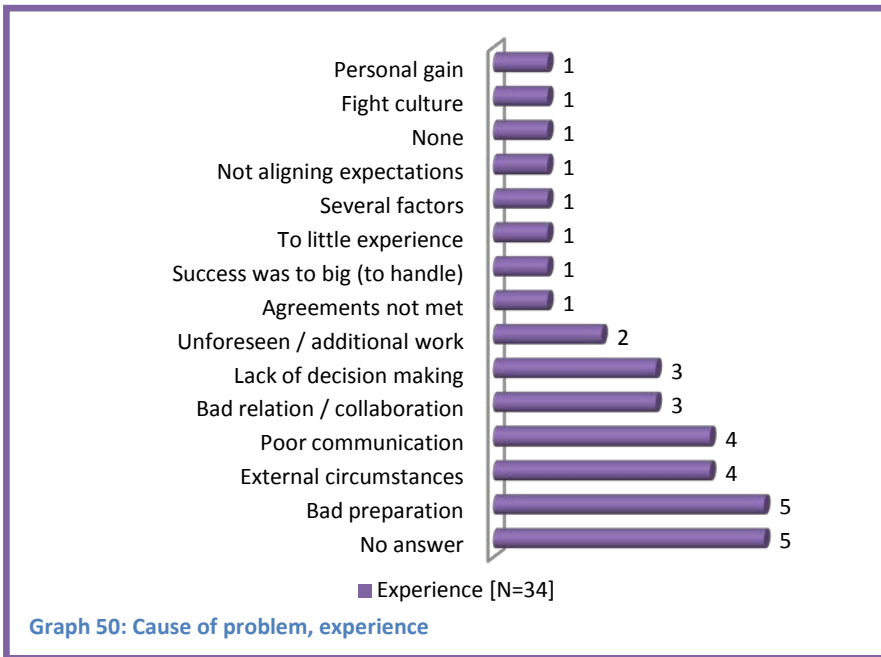 Personal gain 1
Fight culture 1
None 1
Not aligning expectations 1
Several factors 1
To little experience 1
Success was to big (to handle) 1
Agreements not met 1
Unforeseen / additional work 2
Lack of decision making 3
Bad relation / collaboration 3
Poor communication 4
External circumstances 4
Bad preparation 5
No answer 5
Experience [N=34]
Graph 50: Cause of problem, experience